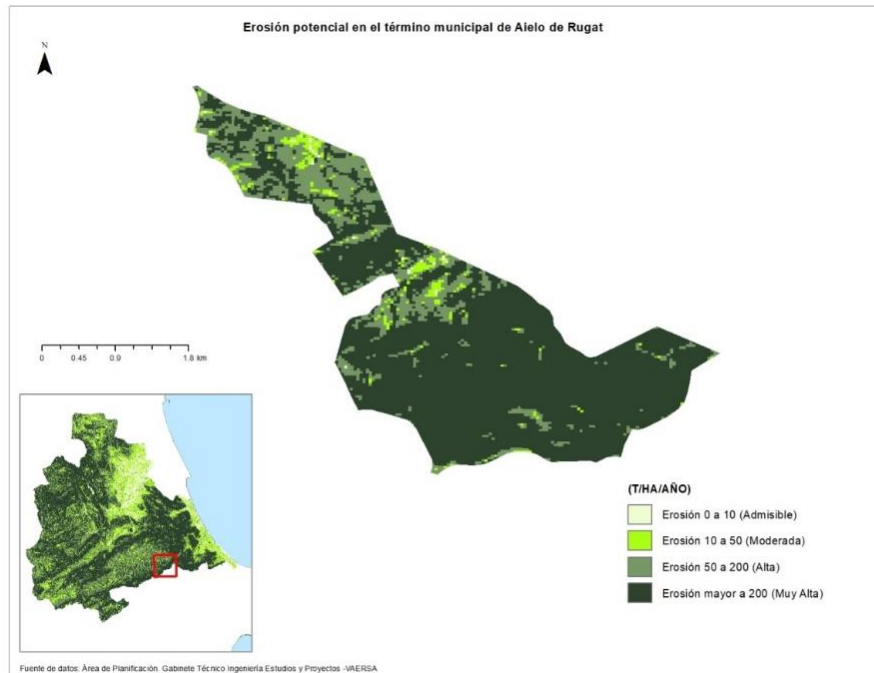 Erosión potencial en el término municipal de Aielo de Rugat
N
0 0.45 0.9 1.8 km
(T/HA/AÑO)
Erosión 0 a 10 (Admisible)
Erosión 10 a 50 (Moderada)
Erosión 50 a 200 (Alta)
Erosión mayor a 200 (Muy Alta)
Fuente de datos: Área de Planificación. Gabinete Técnico Ingeniería Estudios y Proyectos -VAERSA